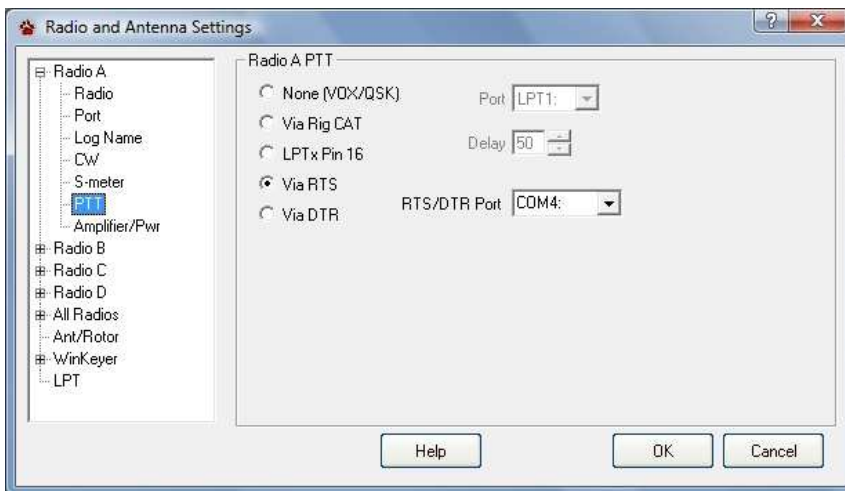 Radio and Antenna Settings
Radio A
Radio
Port
Log Name
CW
S-meter
PTT
Amplifier/Pwr
Radio B
Radio C
Radio D
All Radios
Ant/Rotor
WinKeyer
LPT
Radio A PTT
None (VOX/QSK)
Via Rig CAT
LPTx Pin 16
Via RTS
Via DTR
Port LPT1:
Delay 50
RTS/DTR Port COM4:
Help
OK
Cancel